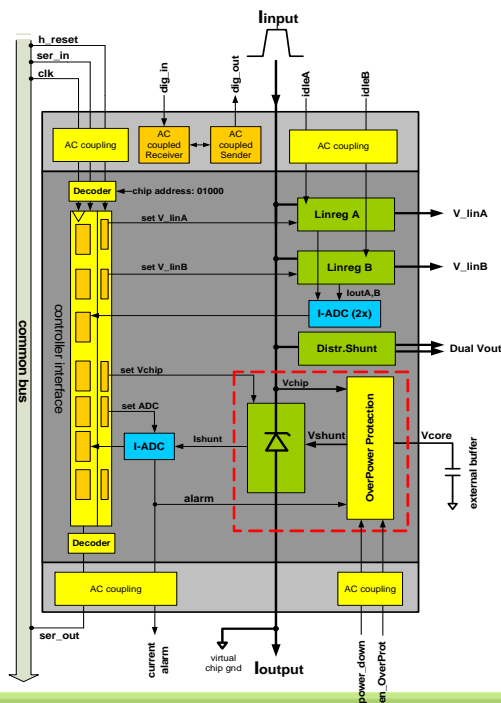 Iinput
h_reset
ser_in
clk
dig_in
dig_out
idleA
idleB
AC coupling
AC
coupled
Receiver
AC
coupled
Sender
AC coupling
Decoder
chip address: 01000
set V_linA
Linreg A
V_linA
set V_linB
Linreg B
V_linB
IoutA,B
I-ADC (2x)
controller interface
common bus
Distr.Shunt
Dual Vout
set Vchip
Vchip
set ADC
I-ADC
Ishunt
Vshunt
OverPower Protection
Vcore
external buffer
alarm
Decoder
AC coupling
AC coupling
ser_out
current
alarm
virtual
chip gnd
Ioutput
power_down
en_OverProt